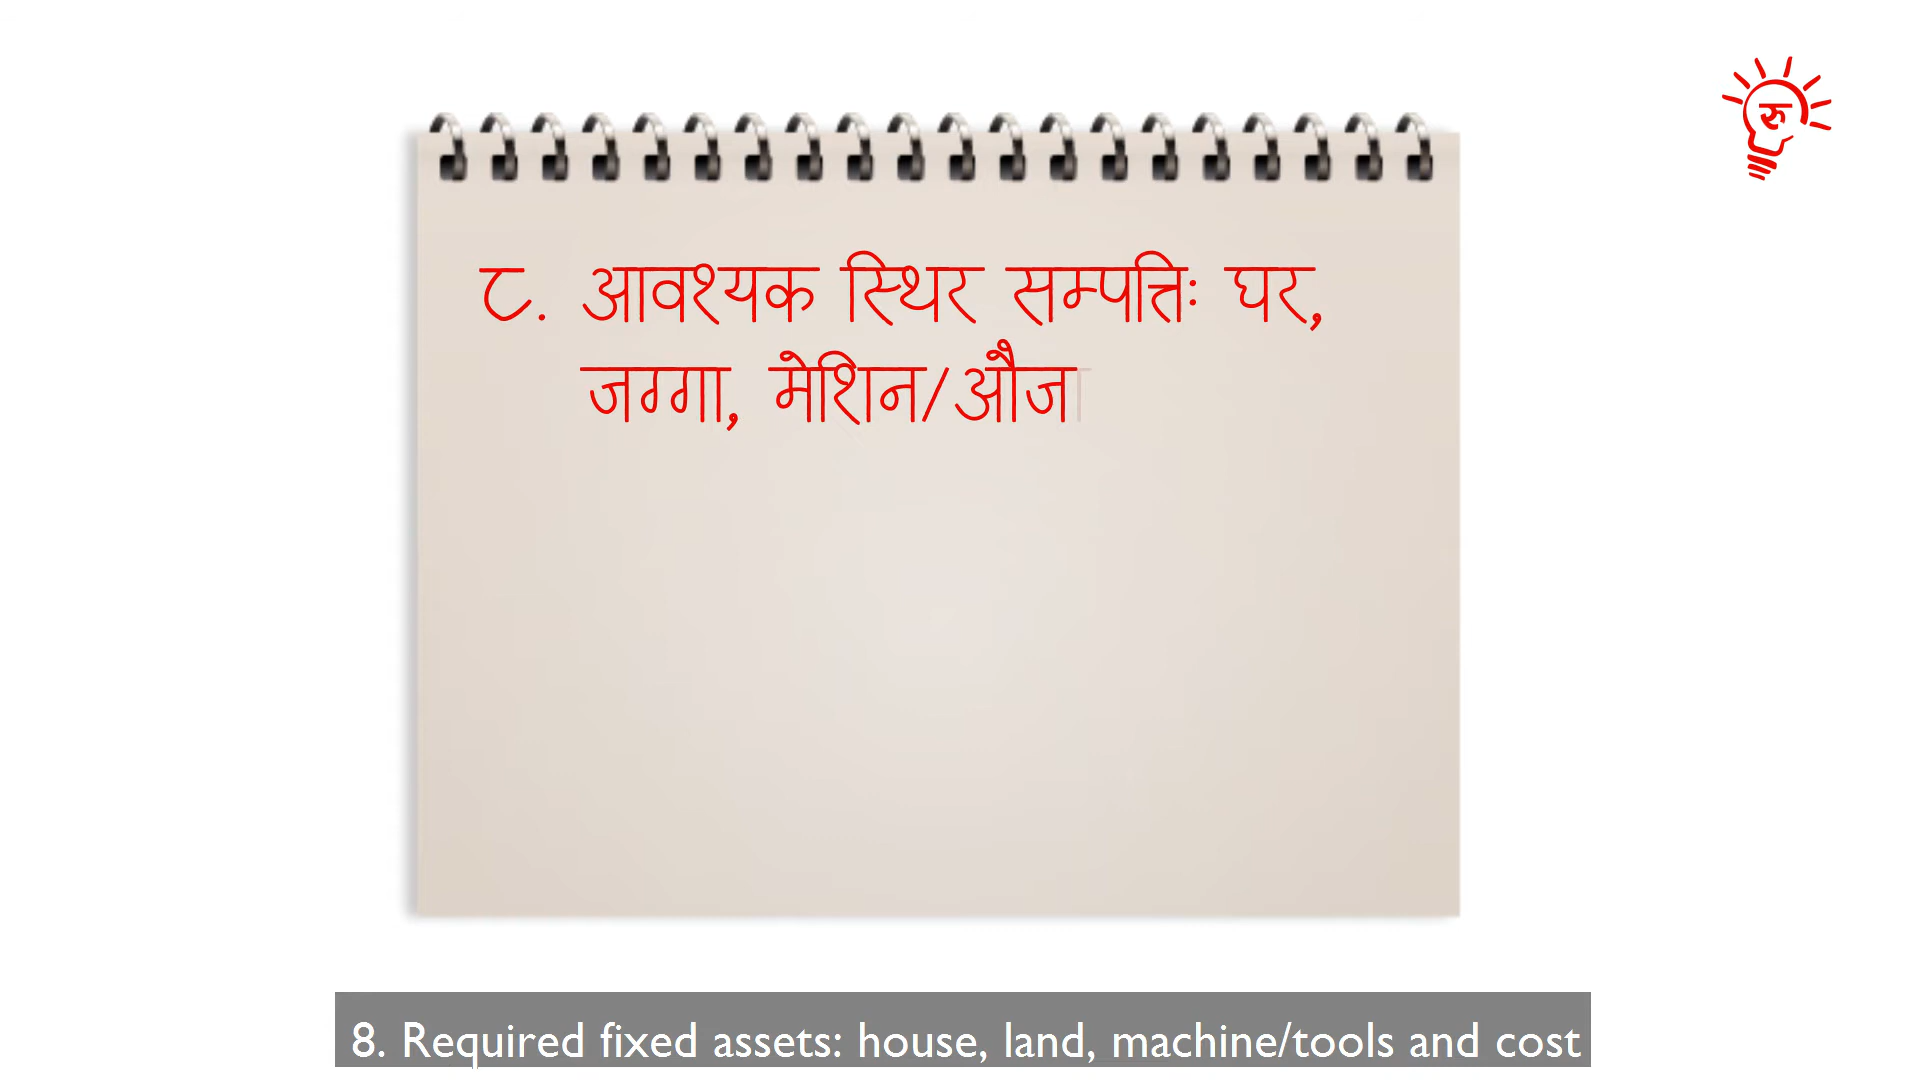 रु
८. आवश्यक स्थिर सम्पत्तिः घर,
जग्गा, मेशिन/औजा
8. Required fixed assets: house, land, machine/tools and cost